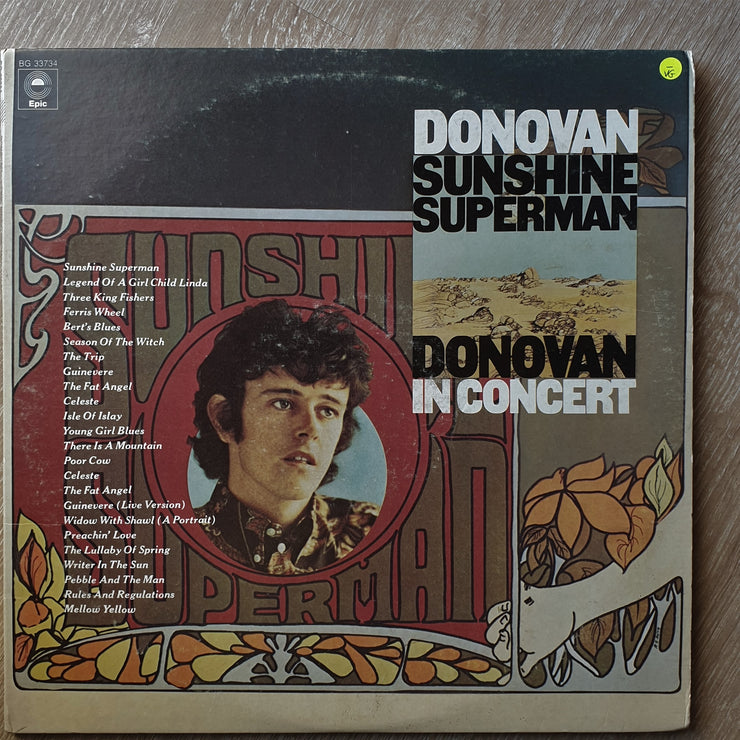 BG 33734
Epic
VG
DONOVAN
SUNSHINE
SUPERMAN
DONOVAN
IN CONCERT
SUNSHIN
SUPERMAN
Sunshine Superman
Legend Of A Girl Child Linda
Three King Fishers
Ferris Wheel
Bert's Blues
Season Of The Witch
The Trip
Guinevere
The Fat Angel
Celeste
Isle Of Islay
Young Girl Blues
There Is A Mountain
Poor Cow
Celeste
The Fat Angel
Guinevere (Live Version)
Widow With Shawl (A Portrait)
Preachin' Love
The Lullaby Of Spring
Writer In The Sun
Pebble And The Man
Rules And Regulations
Mellow Yellow